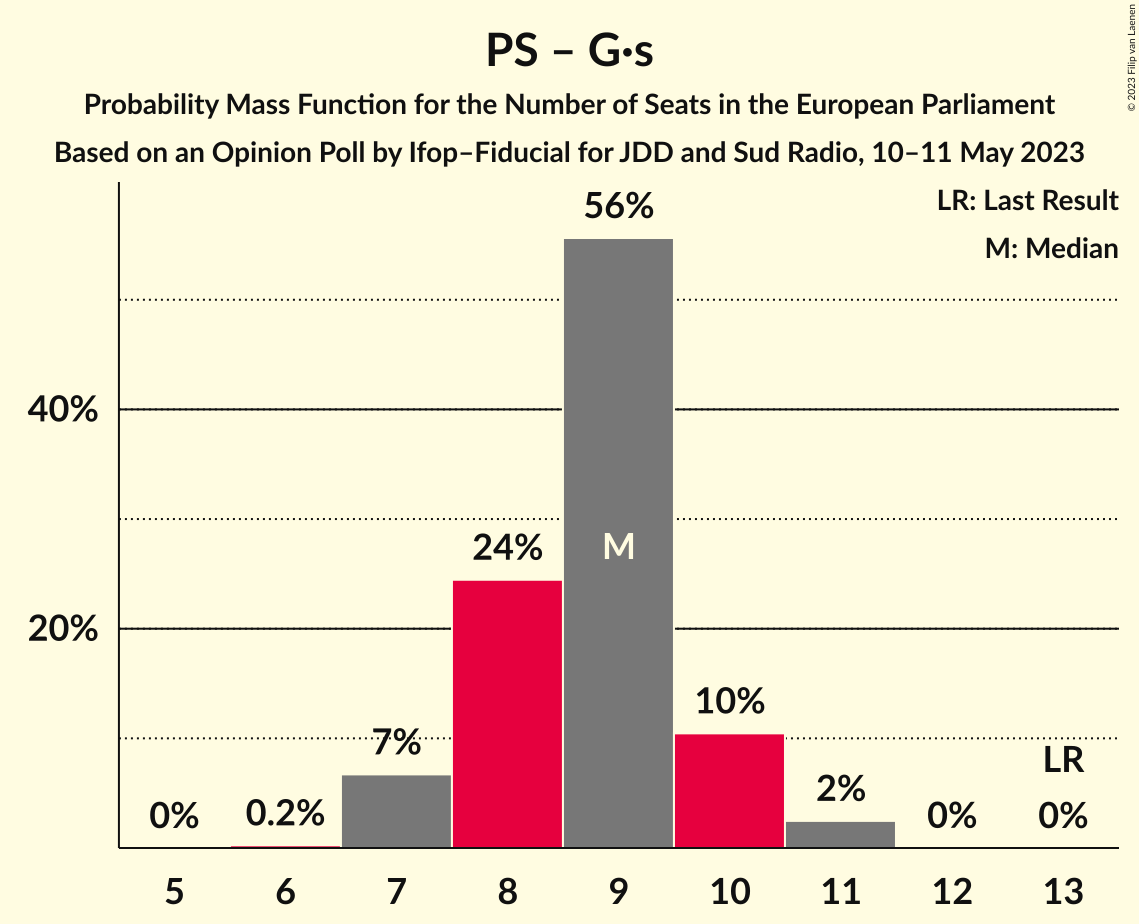 PS – G·s
Probability Mass Function for the Number of Seats in the European Parliament
Based on an Opinion Poll by Ifop–Fiducial for JDD and Sud Radio, 10–11 May 2023
© 2023 Filip van Laenen
LR: Last Result
M: Median
56%
40%
24%
M
20%
10%
7%
LR
2%
0%
0.2%
0%
0%
5 6 7 8 9 10 11 12 13